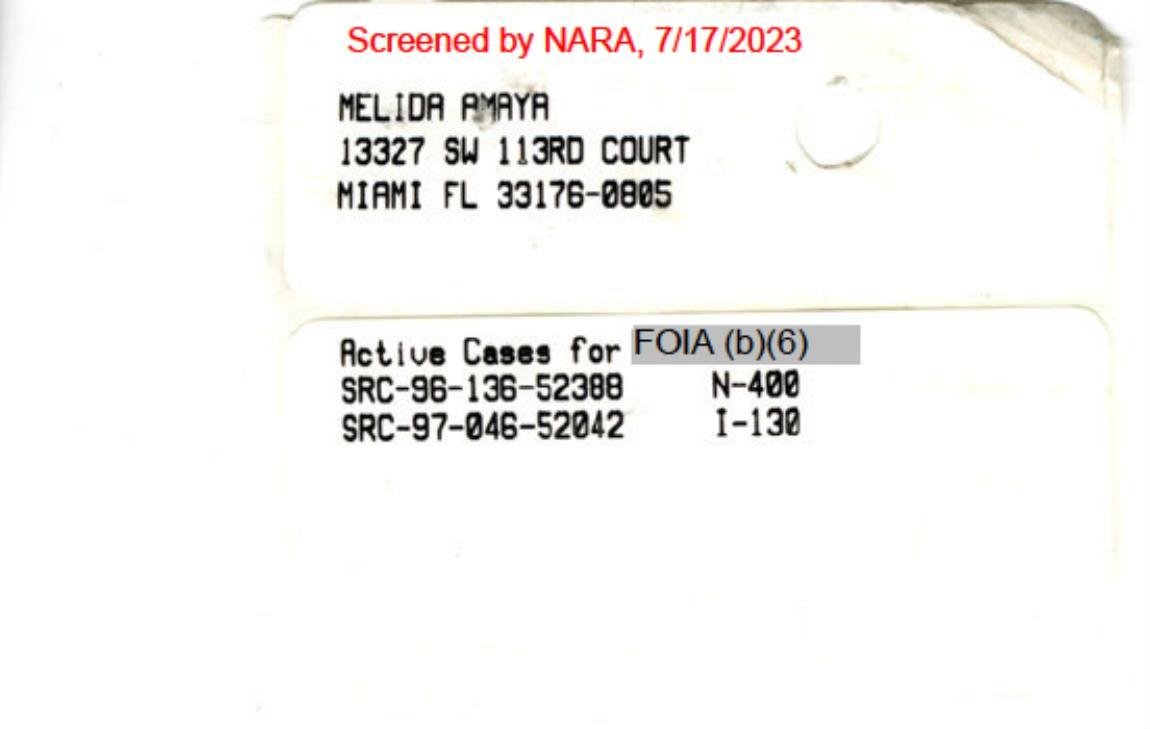 Screened by NARA, 7/17/2023
MELIDA AMAYA
13327 SW 113RD COURT
MIAMI FL 33176-0805
Active Cases for FOIA (b)(6)
SRC-96-136-52388 N-400
SRC-97-046-52042 I-130